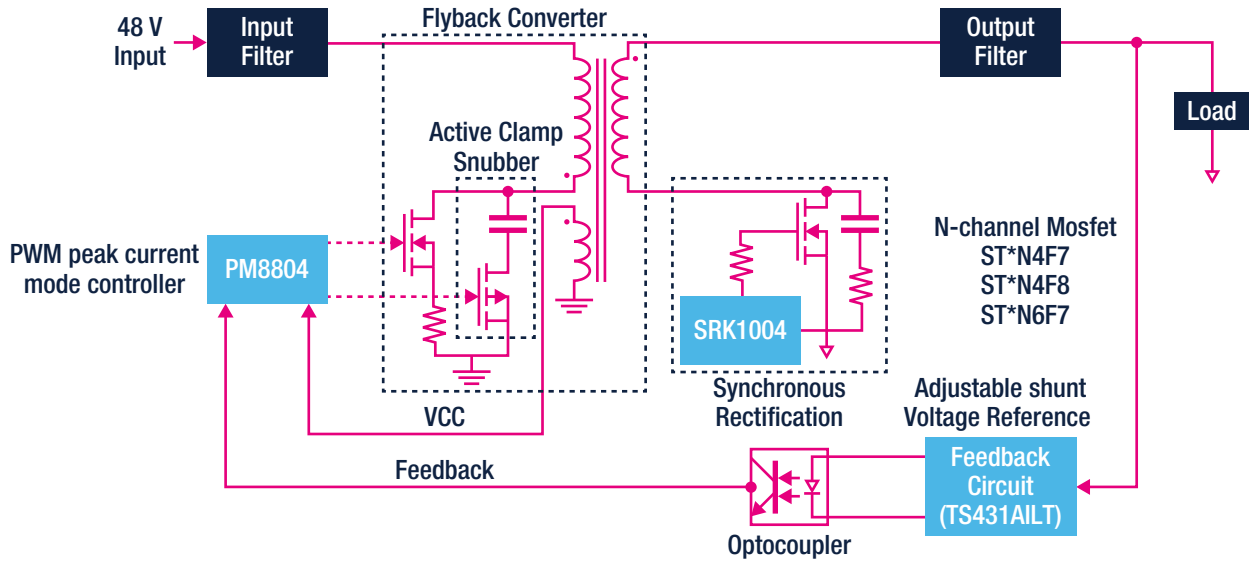 48 V
Input
Input
Filter
Flyback Converter
Output
Filter
Load
Active Clamp
Snubber
PWM peak current
mode controller
PM8804
N-channel Mosfet
ST*N4F7
ST*N4F8
ST*N6F7
SRK1004
Synchronous
Rectification
Adjustable shunt
Voltage Reference
VCC
Feedback
Feedback
Circuit
(TS431AILT)
Optocoupler